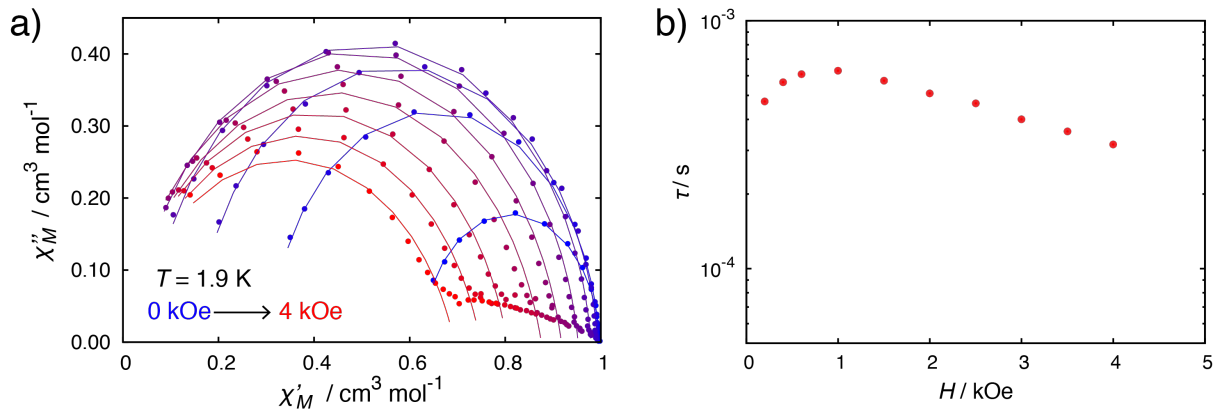 a)
0.40
0.30
0.20
0.10
0.00
χ″M / cm³ mol⁻¹
T = 1.9 K
0 kOe → 4 kOe
0 0.2 0.4 0.6 0.8 1
χ′M / cm³ mol⁻¹
b)
10⁻³
10⁻⁴
τ / s
0 1 2 3 4 5
H / kOe